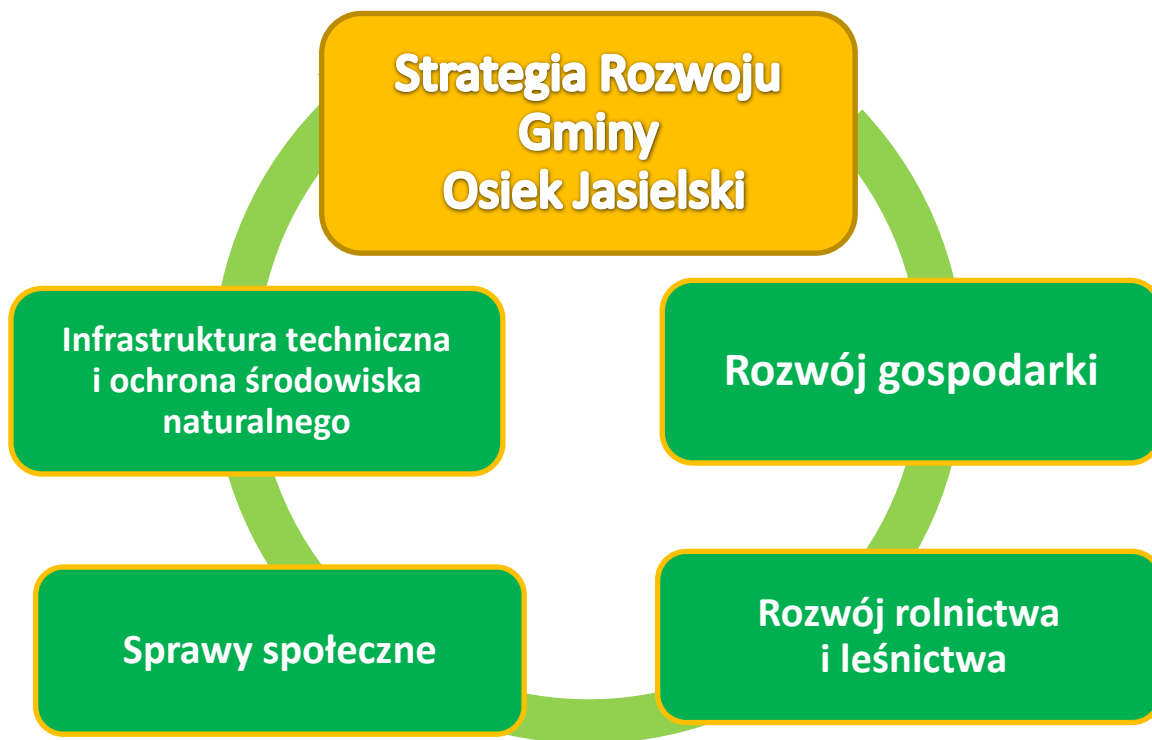 Strategia Rozwoju
Gminy
Osiek Jasielski
Infrastruktura techniczna
i ochrona środowiska
naturalnego
Rozwój gospodarki
Sprawy społeczne
Rozwój rolnictwa
i leśnictwa